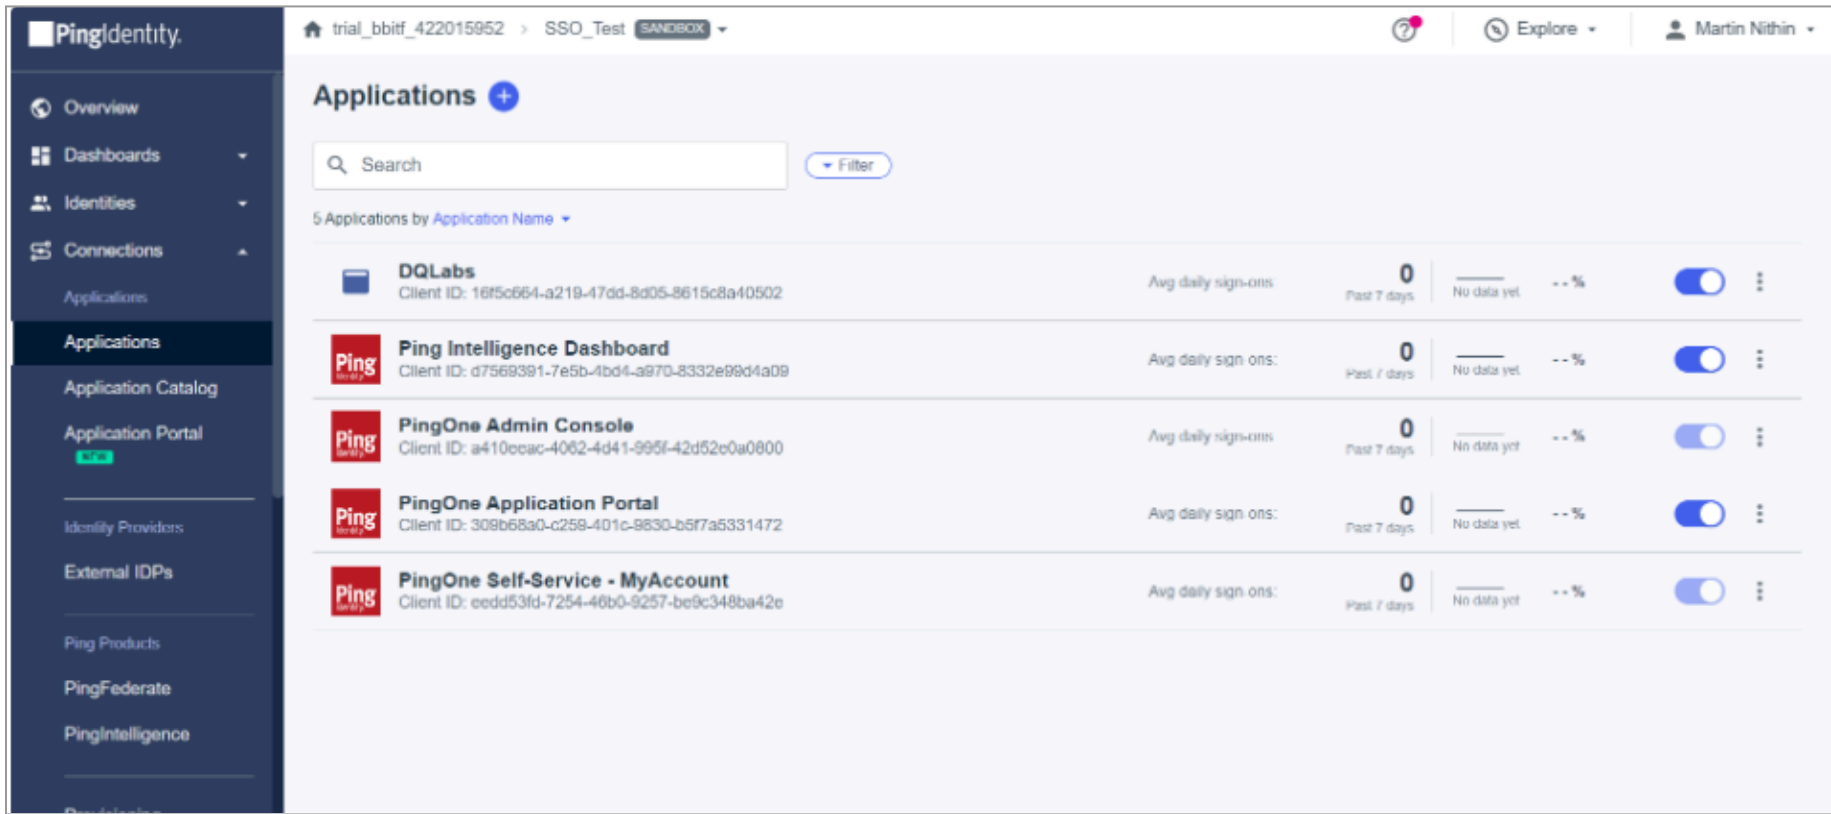 PingIdentity.
trial_bbitf_422015952 > SSO_Test SANDBOX
Explore
Martin Nithin
Overview
Dashboards
Identities
Connections
Applications
Applications
Application Catalog
Application Portal
NEW
Identity Providers
External IDPs
Ping Products
PingFederate
PingIntelligence
Provisioning
Applications
Search
Filter
5 Applications by Application Name
DQLabs
Client ID: 16f5c664-a219-47dd-8d05-8615c8a40502
Avg daily sign-ons
0
Past 7 days
No data yet
--%
Ping Intelligence Dashboard
Client ID: d7569391-7e5b-4bd4-a970-8332e99d4a09
Avg daily sign ons:
0
Past 7 days
No data yet
--%
PingOne Admin Console
Client ID: a410eeac-4062-4d41-995f-42d52e0a0800
Avg daily sign-ons
0
Past 7 days
No data yet
--%
PingOne Application Portal
Client ID: 309b68a0-c259-401c-9830-b5f7a5331472
Avg daily sign ons:
0
Past 7 days
No data yet
--%
PingOne Self-Service - MyAccount
Client ID: eedd53fd-7254-46b0-9257-be9c348ba42e
Avg daily sign ons:
0
Past 7 days
No data yet
--%
Ping
Identity
Ping
Identity
Ping
Identity
Ping
Identity